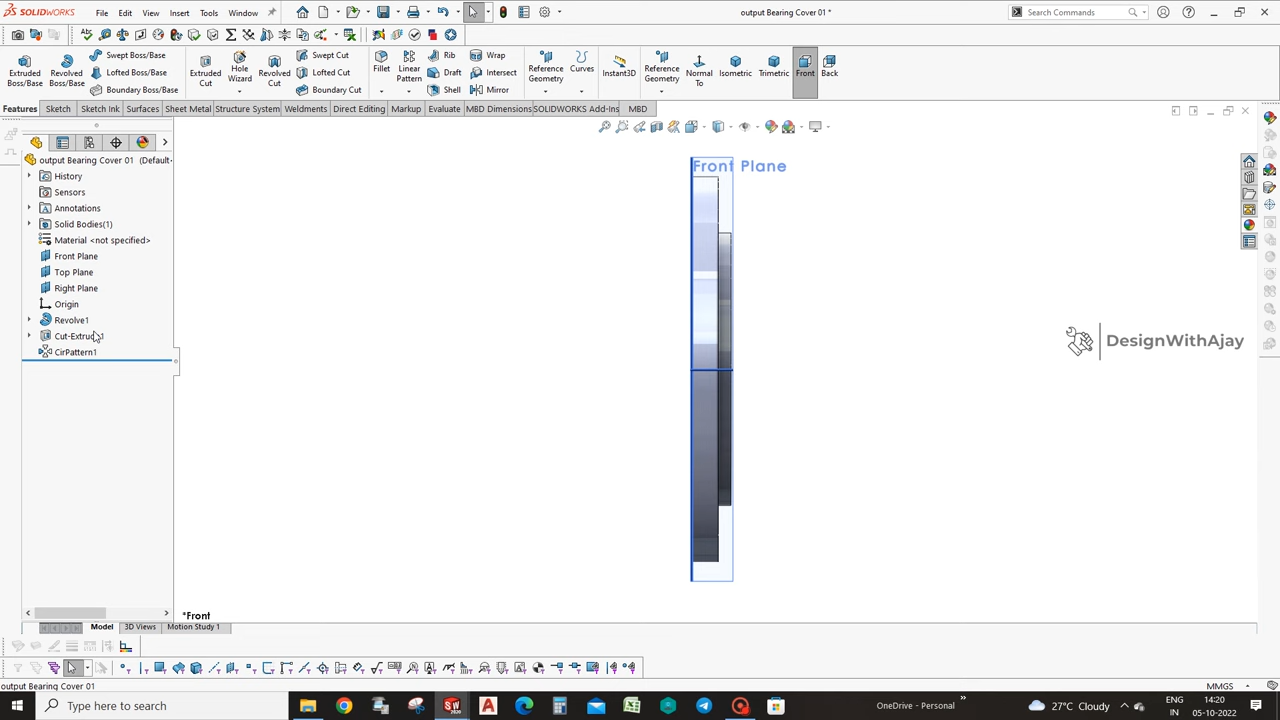 SOLIDWORKS
File Edit View Insert Tools Window
output Bearing Cover 01 *
Search Commands
Extruded Boss/Base
Revolved Boss/Base
Swept Boss/Base
Lofted Boss/Base
Boundary Boss/Base
Extruded Cut
Hole Wizard
Revolved Cut
Swept Cut
Lofted Cut
Boundary Cut
Fillet
Linear Pattern
Rib
Draft
Shell
Wrap
Intersect
Mirror
Reference Geometry
Curves
Instant3D
Reference Geometry
Normal To
Isometric
Trimetric
Front
Back
Features Sketch Sketch Ink Surfaces Sheet Metal Structure System Weldments Direct Editing Markup Evaluate MBD Dimensions SOLIDWORKS Add-Ins MBD
output Bearing Cover 01 (Default
History
Sensors
Annotations
Solid Bodies(1)
Material <not specified>
Front Plane
Top Plane
Right Plane
Origin
Revolve1
CirPattern1
Front Plane
DesignWithAjay
*Front
Model 3D Views Motion Study 1
output Bearing Cover 01
MMGS
Type here to search
OneDrive - Personal
27°C Cloudy
ENG
IN
14:20
05-10-2022